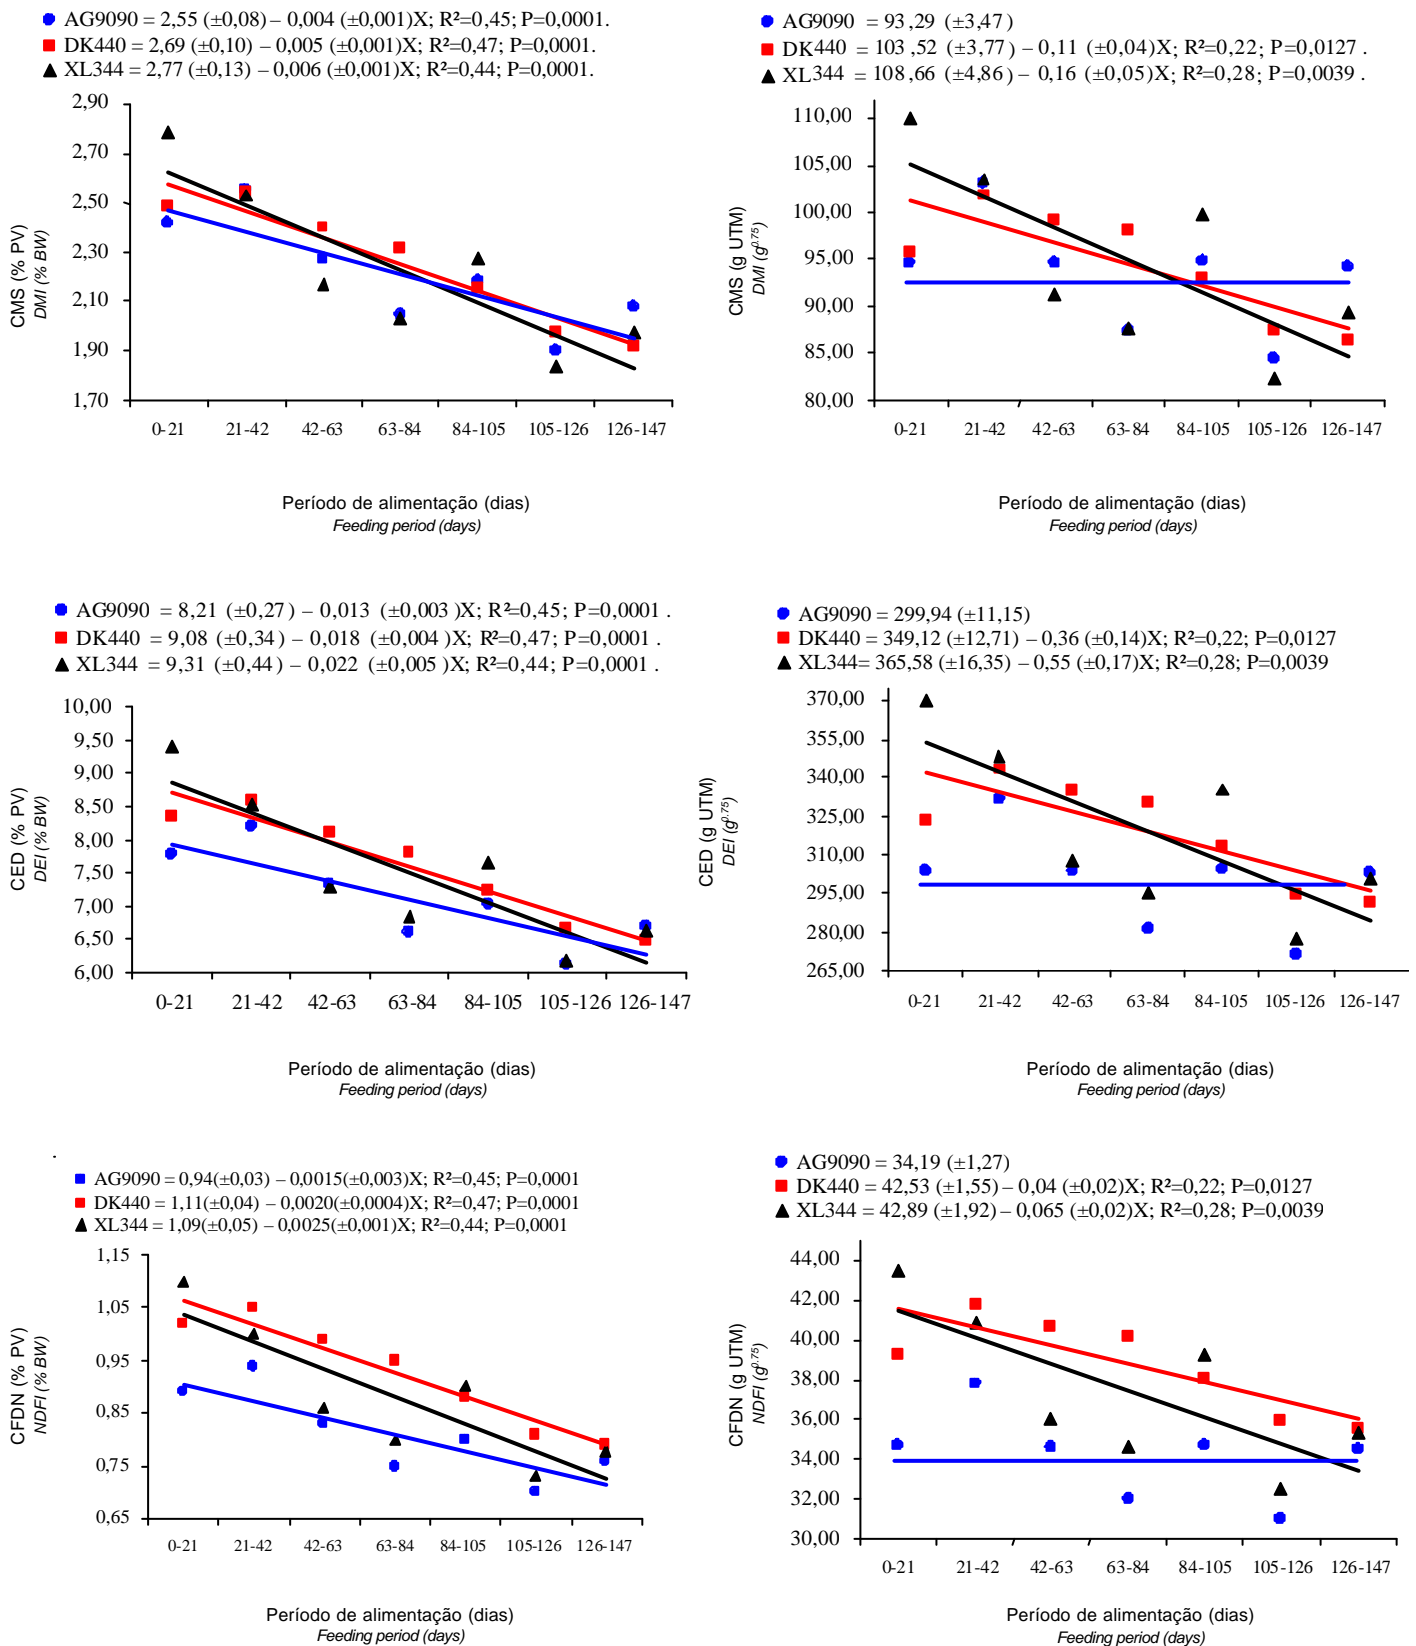 AG9090 = 2,55 (±0,08) – 0,004 (±0,001)X; R²=0,45; P=0,0001.
DK440 = 2,69 (±0,10) – 0,005 (±0,001)X; R²=0,47; P=0,0001.
XL344 = 2,77 (±0,13) – 0,006 (±0,001)X; R²=0,44; P=0,0001.
2,90
2,70
2,50
2,30
2,10
1,90
1,70
CMS (% PV)
DMI (% BW)
0-21 21-42 42-63 63-84 84-105 105-126 126-147
Período de alimentação (dias)
Feeding period (days)
AG9090 = 93,29 (±3,47)
DK440 = 103,52 (±3,77) – 0,11 (±0,04)X; R²=0,22; P=0,0127 .
XL344 = 108,66 (±4,86) – 0,16 (±0,05)X; R²=0,28; P=0,0039 .
110,00
105,00
100,00
95,00
90,00
85,00
80,00
CMS (g UTM)
DMI (g0.75)
0-21 21-42 42-63 63-84 84-105 105-126 126-147
Período de alimentação (dias)
Feeding period (days)
AG9090 = 8,21 (±0,27) – 0,013 (±0,003 )X; R²=0,45; P=0,0001 .
DK440 = 9,08 (±0,34) – 0,018 (±0,004 )X; R²=0,47; P=0,0001 .
XL344 = 9,31 (±0,44) – 0,022 (±0,005 )X; R²=0,44; P=0,0001 .
10,00
9,50
9,00
8,50
8,00
7,50
7,00
6,50
6,00
CED (% PV)
DEI (% BW)
0-21 21-42 42-63 63-84 84-105 105-126 126-147
Período de alimentação (dias)
Feeding period (days)
AG9090 = 299,94 (±11,15)
DK440 = 349,12 (±12,71) – 0,36 (±0,14)X; R²=0,22; P=0,0127
XL344= 365,58 (±16,35) – 0,55 (±0,17)X; R²=0,28; P=0,0039
370,00
355,00
340,00
325,00
310,00
295,00
280,00
265,00
CED (g UTM)
DEI (g0.75)
0-21 21-42 42-63 63-84 84-105 105-126 126-147
Período de alimentação (dias)
Feeding period (days)
.
AG9090 = 0,94(±0,03) – 0,0015(±0,003)X; R²=0,45; P=0,0001
DK440 = 1,11(±0,04) – 0,0020(±0,0004)X; R²=0,47; P=0,0001
XL344 = 1,09(±0,05) – 0,0025(±0,001)X; R²=0,44; P=0,0001
1,15
1,05
0,95
0,85
0,75
0,65
CFDN (% PV)
NDFI (% BW)
0-21 21-42 42-63 63-84 84-105 105-126 126-147
Período de alimentação (dias)
Feeding period (days)
AG9090 = 34,19 (±1,27)
DK440 = 42,53 (±1,55) – 0,04 (±0,02)X; R²=0,22; P=0,0127
XL344 = 42,89 (±1,92) – 0,065 (±0,02)X; R²=0,28; P=0,0039
44,00
42,00
40,00
38,00
36,00
34,00
32,00
30,00
CFDN (g UTM)
NDFI (g0.75)
0-21 21-42 42-63 63-84 84-105 105-126 126-147
Período de alimentação (dias)
Feeding period (days)